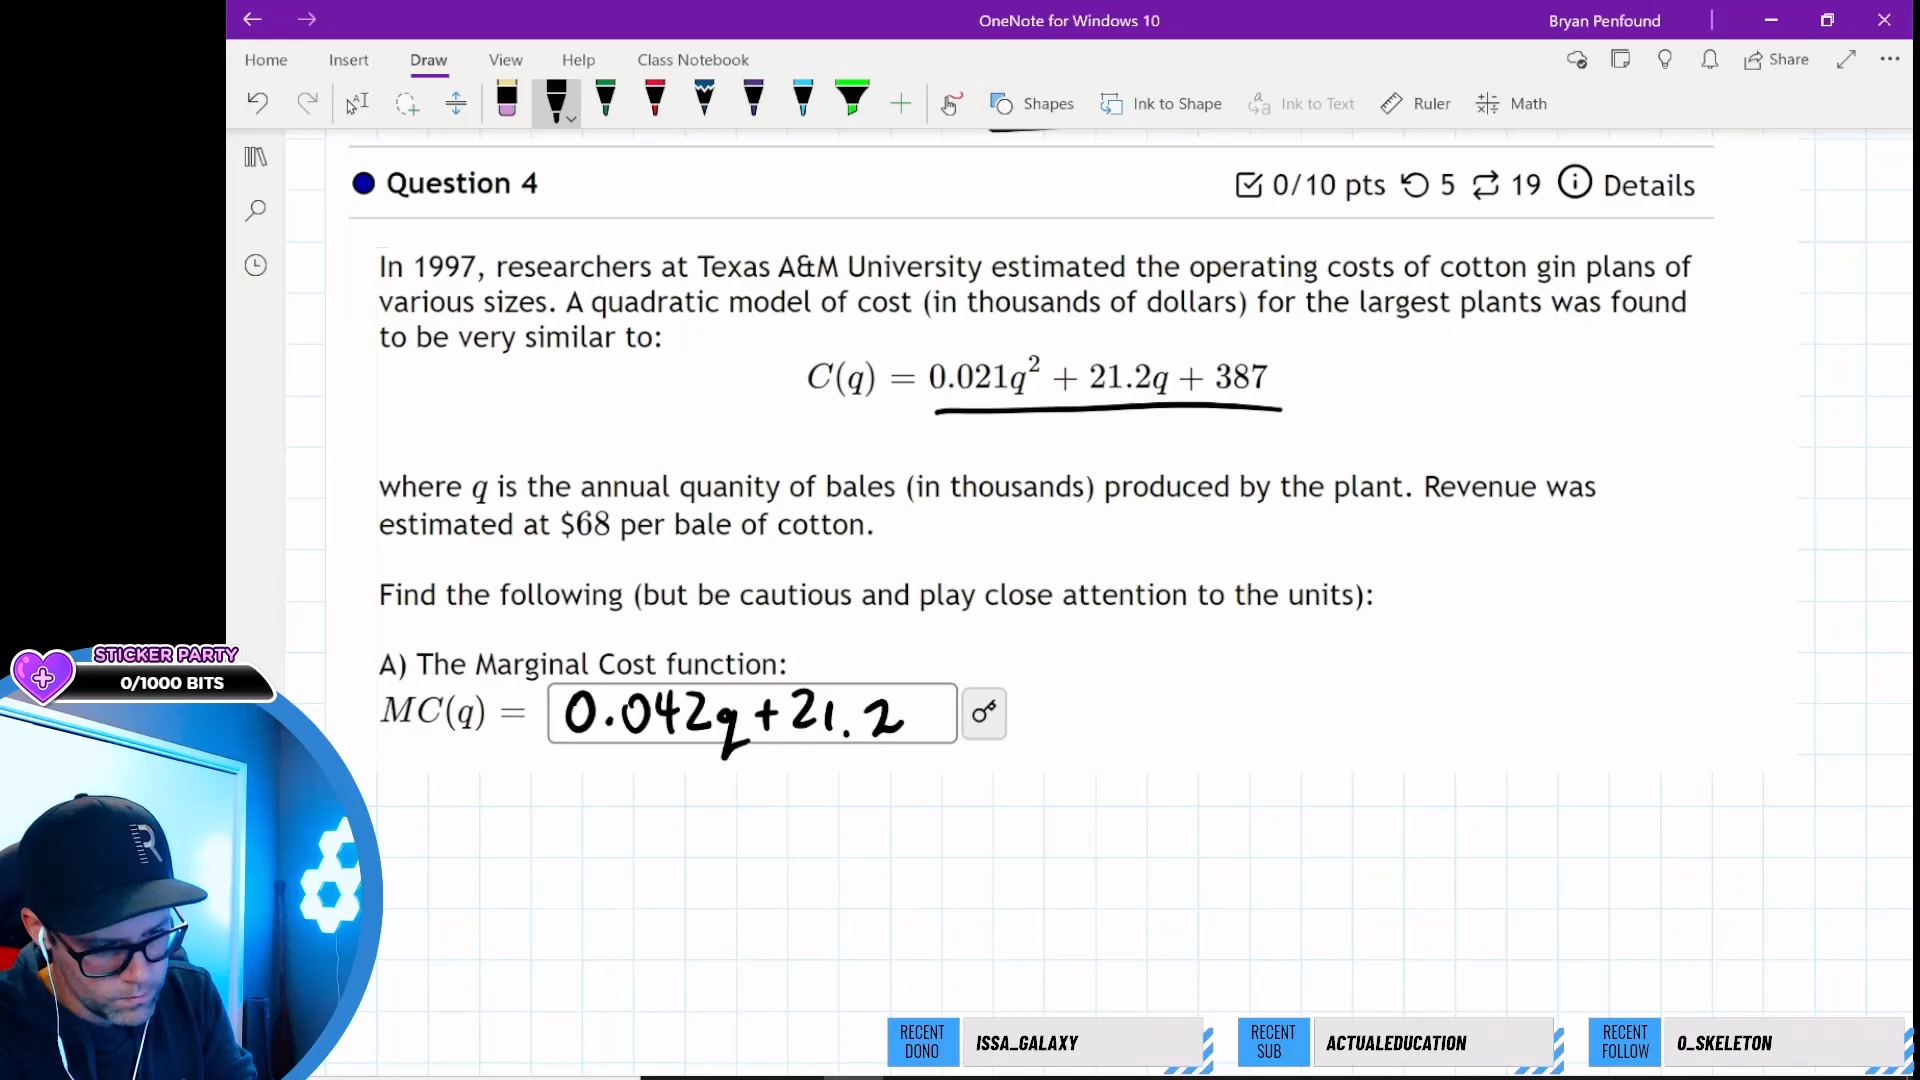 OneNote for Windows 10
Bryan Penfound
Home Insert Draw View Help Class Notebook
Share
Shapes Ink to Shape Ink to Text Ruler Math
Question 4
0/10 pts 5 19 Details
In 1997, researchers at Texas A&M University estimated the operating costs of cotton gin plans of
various sizes. A quadratic model of cost (in thousands of dollars) for the largest plants was found
to be very similar to:
C(q) = 0.021q² + 21.2q + 387
where q is the annual quanity of bales (in thousands) produced by the plant. Revenue was
estimated at $68 per bale of cotton.
Find the following (but be cautious and play close attention to the units):
A) The Marginal Cost function:
MC(q) = 0.042q+21.2
STICKER PARTY
0/1000 BITS
R
RECENT DONO ISSA_GALAXY
RECENT SUB ACTUALEDUCATION
RECENT FOLLOW O_SKELETON